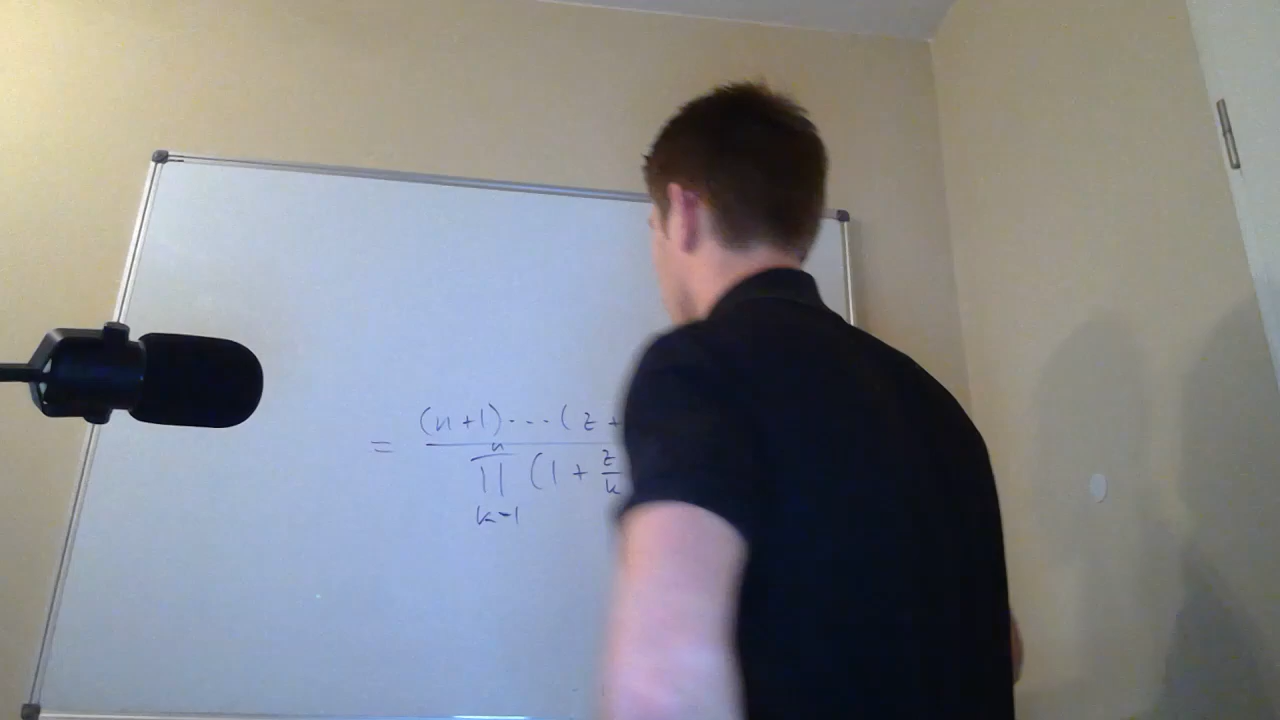 = (n+1)···(z+
n
∏ (1 + z/k
k=1